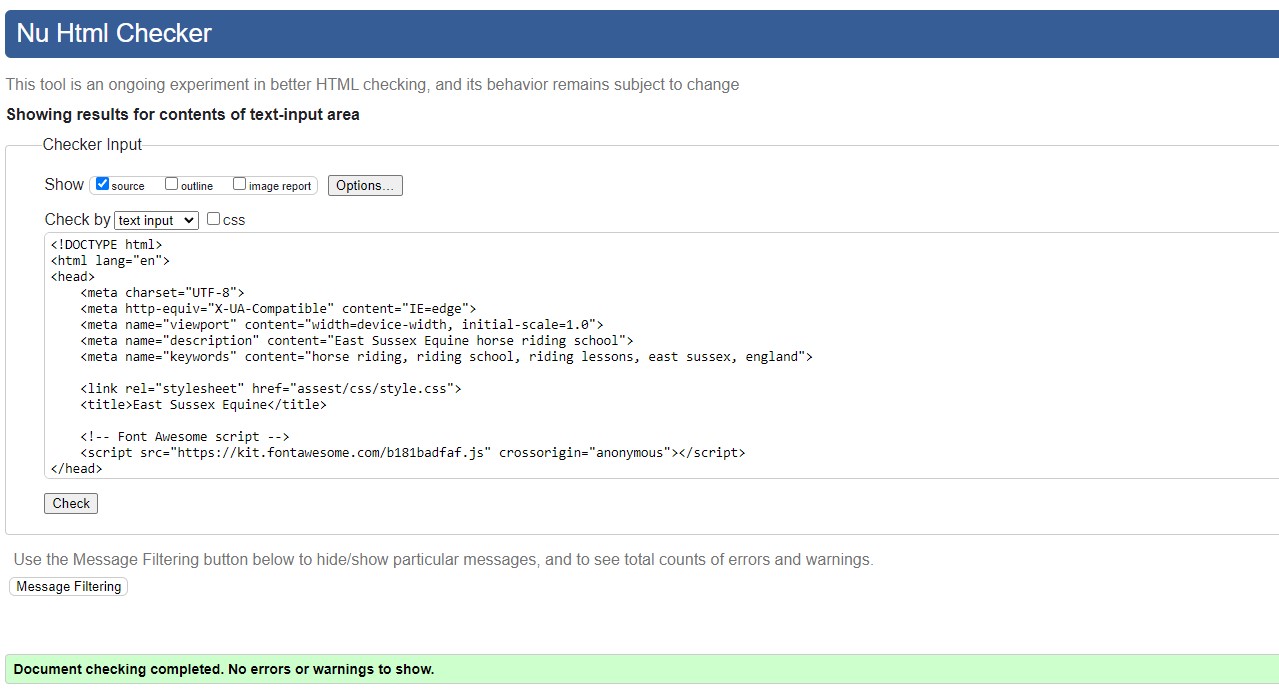 Nu Html Checker
This tool is an ongoing experiment in better HTML checking, and its behavior remains subject to change
Showing results for contents of text-input area
Checker Input
Show source outline image report Options...
Check by text input css
<!DOCTYPE html>
<html lang="en">
<head>
    <meta charset="UTF-8">
    <meta http-equiv="X-UA-Compatible" content="IE=edge">
    <meta name="viewport" content="width=device-width, initial-scale=1.0">
    <meta name="description" content="East Sussex Equine horse riding school">
    <meta name="keywords" content="horse riding, riding school, riding lessons, east sussex, england">
    <link rel="stylesheet" href="assest/css/style.css">
    <title>East Sussex Equine</title>
    <!-- Font Awesome script -->
    <script src="https://kit.fontawesome.com/b181badfaf.js" crossorigin="anonymous"></script>
</head>
Check
Use the Message Filtering button below to hide/show particular messages, and to see total counts of errors and warnings.
Message Filtering
Document checking completed. No errors or warnings to show.